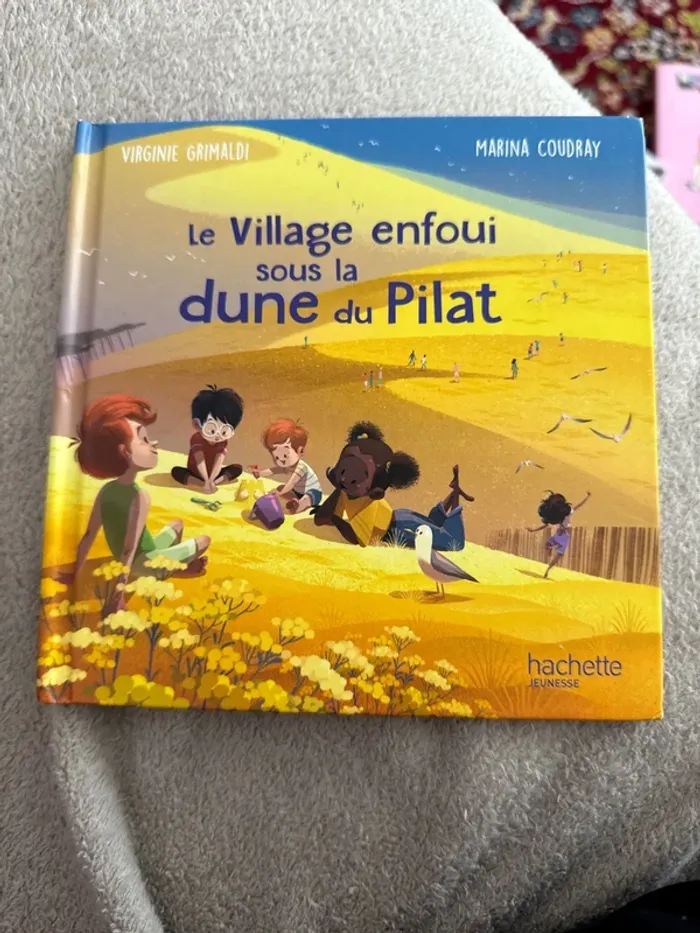 VIRGINIE GRIMALDI
MARINA COUDRAY
Le Village enfoui
sous la
dune du Pilat
hachette
JEUNESSE